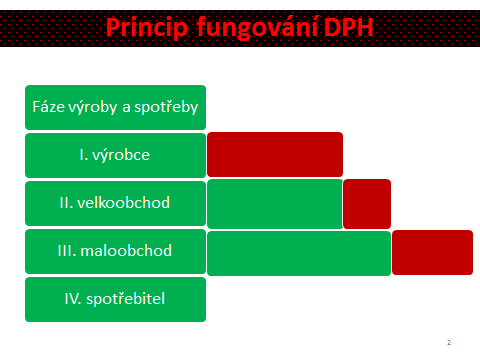 Princip fungování DPH
Fáze výroby a spotřeby
I. výrobce
II. velkoobchod
III. maloobchod
IV. spotřebitel
2